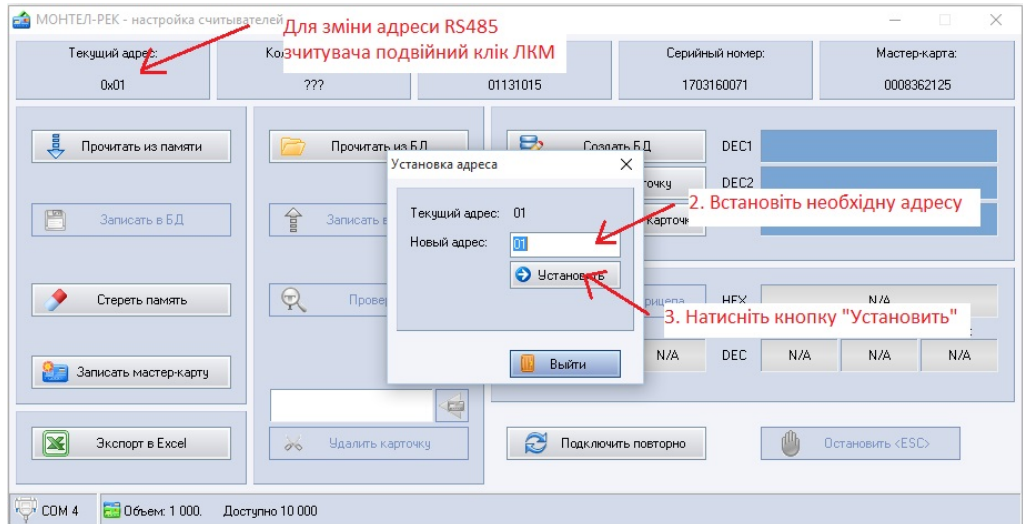 МОНТЕЛ-РЕК - настройка считывателей
Для зміни адреси RS485
зчитувача подвійний клік ЛКМ
Текущий адрес:
Серийный номер:
Мастер-карта:
0x01
???
01131015
1703160071
0008362125
Прочитать из памяти
Прочитать из БД
Создать БД
DEC1
Установка адреса
DEC2
Записать в БД
Записать в
Текущий адрес: 01
2. Встановіть необхідну адресу
Новый адрес: 01
Установить
Стереть память
HEX
N/A
3. Натисніть кнопку "Установить"
N/A
DEC
N/A
N/A
N/A
Записать мастер-карту
Выйти
Экспорт в Excel
Удалить карточку
Подключить повторно
Остановить <ESC>
COM 4
Объем: 1 000. Доступно 10 000